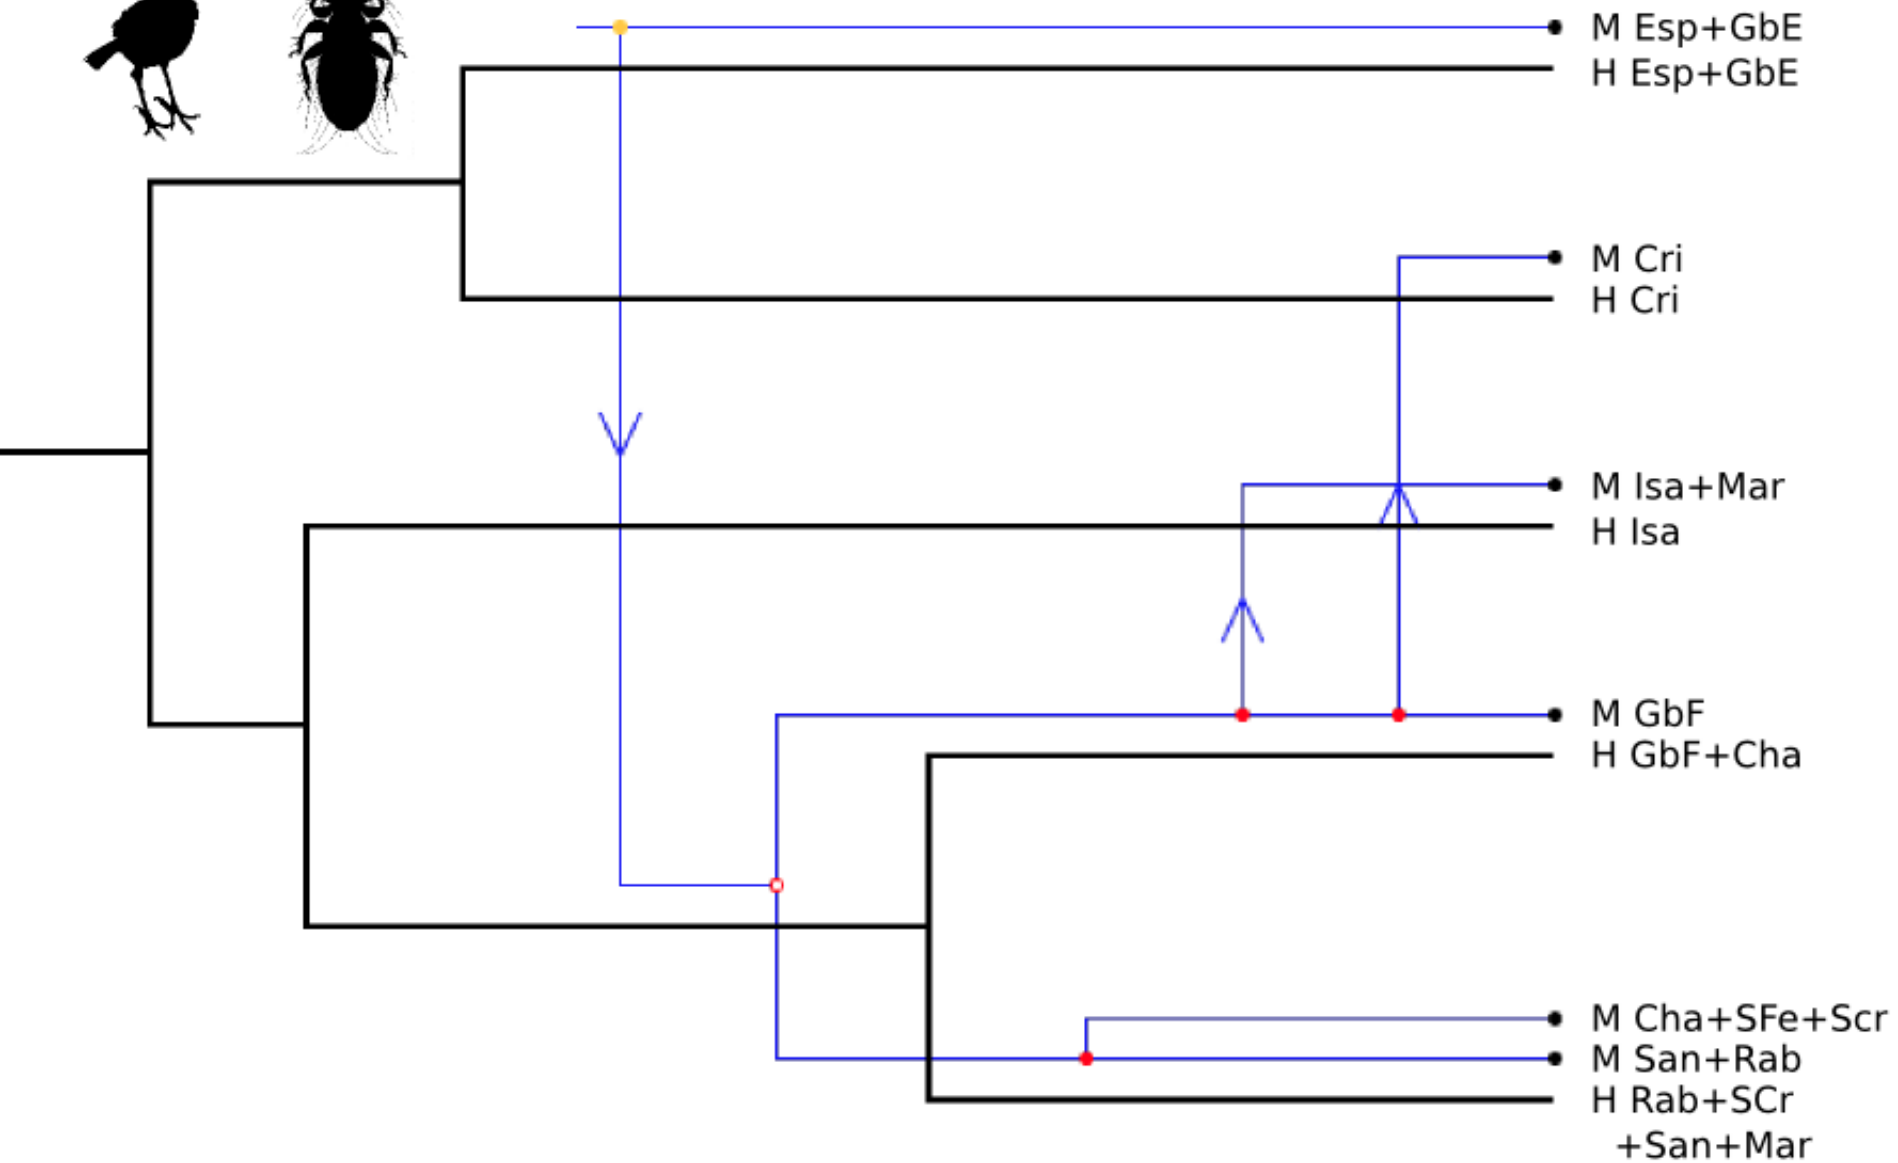 M Esp+GbE
H Esp+GbE
M Cri
H Cri
M Isa+Mar
H Isa
M GbF
H GbF+Cha
M Cha+SFe+Scr
M San+Rab
H Rab+SCr
+San+Mar